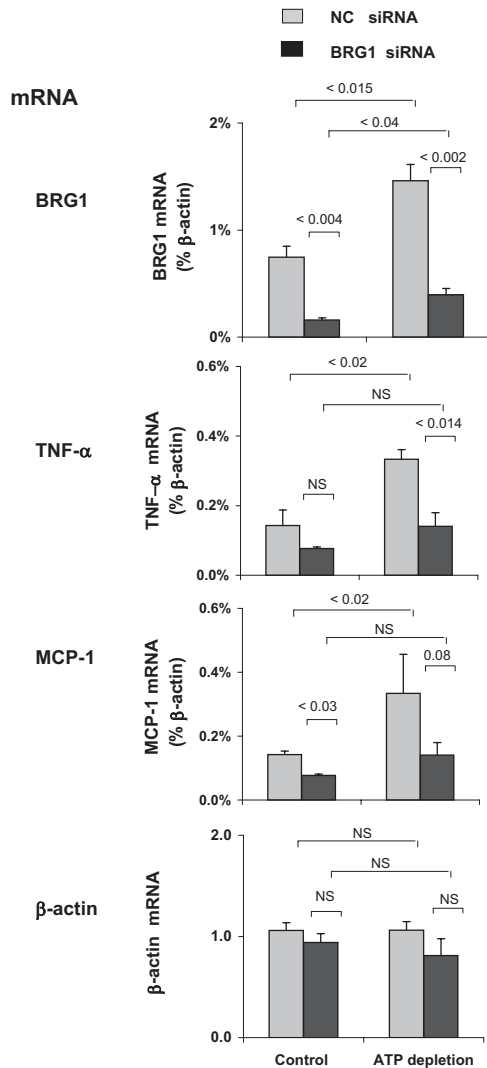 NC siRNA
BRG1 siRNA
mRNA
< 0.015
< 0.04
< 0.002
< 0.004
2%
1%
0%
BRG1
BRG1 mRNA
(% β-actin)
< 0.02
NS
< 0.014
NS
0.6%
0.4%
0.2%
0.0%
TNF-α
TNF–α mRNA
(% β-actin)
< 0.02
NS
0.08
< 0.03
0.6%
0.4%
0.2%
0.0%
MCP-1
MCP-1 mRNA
(% β-actin)
NS
NS
NS
NS
2.0
1.0
0.0
β-actin
β-actin mRNA
Control
ATP depletion